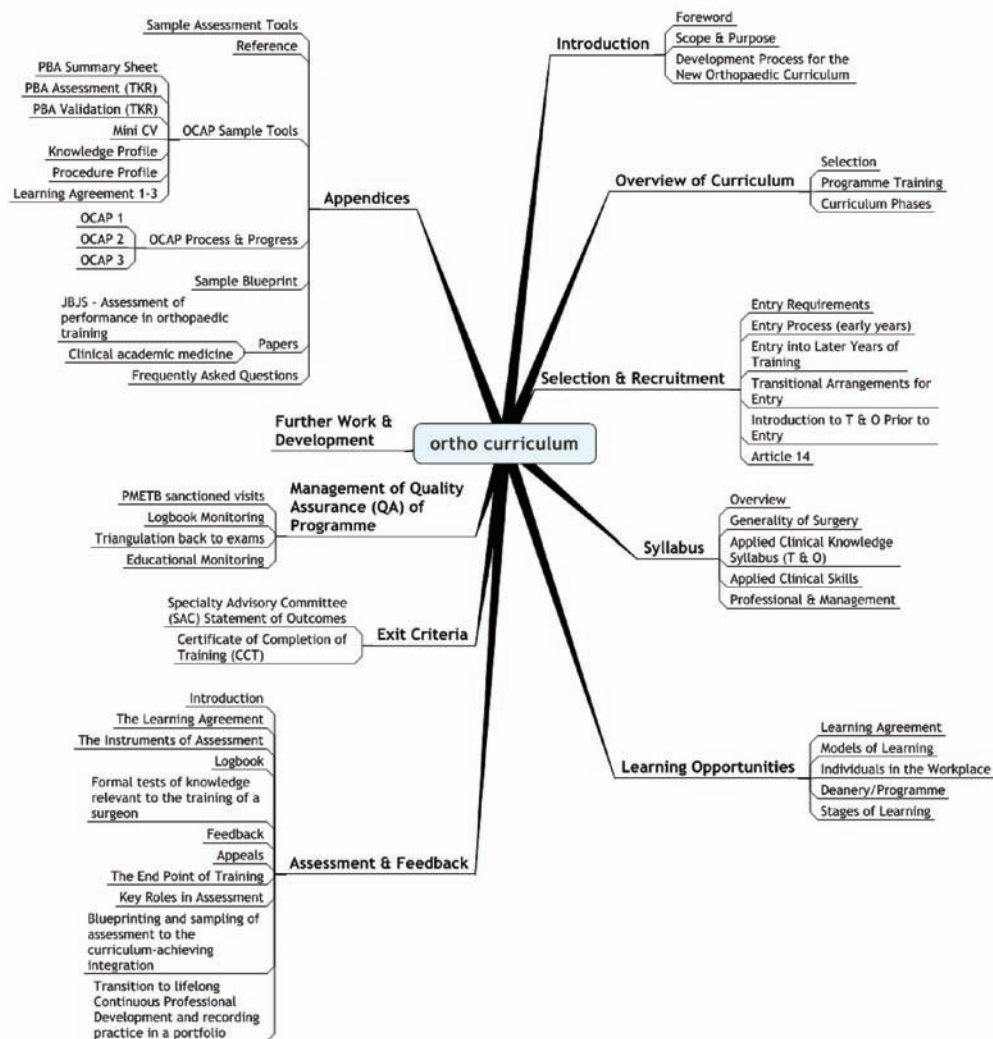 ortho curriculum
Introduction
Foreword
Scope & Purpose
Development Process for the
New Orthopaedic Curriculum
Overview of Curriculum
Selection
Programme Training
Curriculum Phases
Selection & Recruitment
Entry Requirements
Entry Process (early years)
Entry into Later Years of
Training
Transitional Arrangements for
Entry
Introduction to T & O Prior to
Entry
Article 14
Syllabus
Overview
Generality of Surgery
Applied Clinical Knowledge
Syllabus (T & O)
Applied Clinical Skills
Professional & Management
Learning Opportunities
Learning Agreement
Models of Learning
Individuals in the Workplace
Deanery/Programme
Stages of Learning
Appendices
Sample Assessment Tools
Reference
OCAP Sample Tools
PBA Summary Sheet
PBA Assessment (TKR)
PBA Validation (TKR)
Mini CV
Knowledge Profile
Procedure Profile
Learning Agreement 1-3
OCAP Process & Progress
OCAP 1
OCAP 2
OCAP 3
Sample Blueprint
Papers
JBJS - Assessment of
performance in orthopaedic
training
Clinical academic medicine
Frequently Asked Questions
Further Work &
Development
Management of Quality
Assurance (QA) of
Programme
PMETB sanctioned visits
Logbook Monitoring
Triangulation back to exams
Educational Monitoring
Exit Criteria
Specialty Advisory Committee
(SAC) Statement of Outcomes
Certificate of Completion of
Training (CCT)
Assessment & Feedback
Introduction
The Learning Agreement
The Instruments of Assessment
Logbook
Formal tests of knowledge
relevant to the training of a
surgeon
Feedback
Appeals
The End Point of Training
Key Roles in Assessment
Blueprinting and sampling of
assessment to the
curriculum-achieving
integration
Transition to lifelong
Continuous Professional
Development and recording
practice in a portfolio